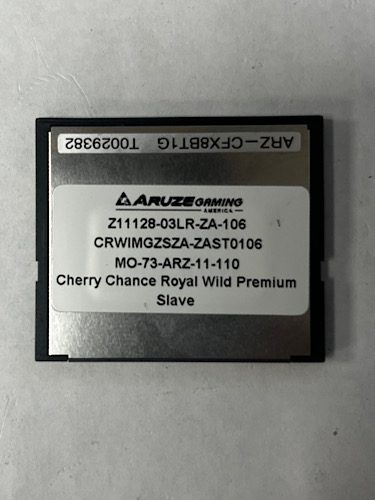 ARZ-CFX8BT1G T0029382
ARUZE GAMING
AMERICA
Z11128-03LR-ZA-106
CRWIMGZSZA-ZAST0106
MO-73-ARZ-11-110
Cherry Chance Royal Wild Premium
Slave